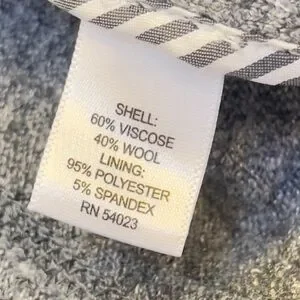 SHELL:
60% VISCOSE
40% WOOL
LINING:
95% POLYESTER
5% SPANDEX
RN 54023